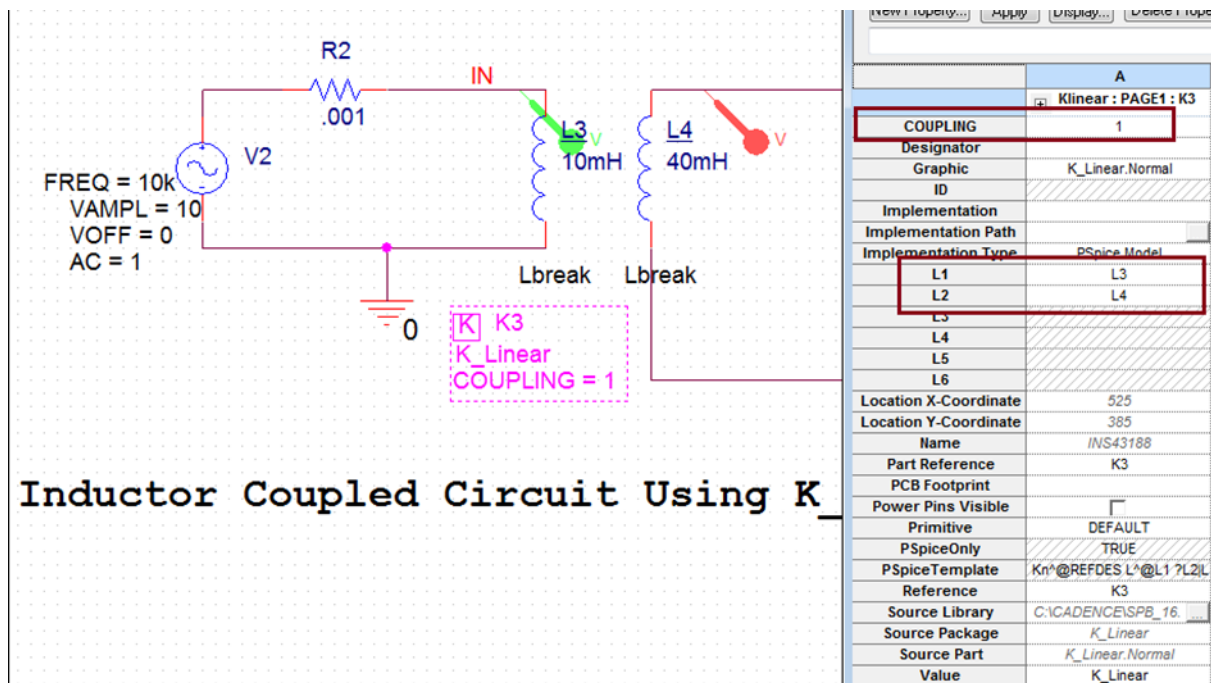 R2
.001
IN
V2
FREQ = 10k
VAMPL = 10
VOFF = 0
AC = 1
L3
10mH
V
L4
40mH
V
Lbreak
Lbreak
0
K K3
K_Linear
COUPLING = 1
Inductor Coupled Circuit Using K_
New Property... Apply Display... Delete Prope
A
Klinear : PAGE1 : K3
COUPLING 1
Designator
Graphic K_Linear.Normal
ID
Implementation
Implementation Path
Implementation Type PSpice Model
L1 L3
L2 L4
L3
L4
L5
L6
Location X-Coordinate 525
Location Y-Coordinate 385
Name INS43188
Part Reference K3
PCB Footprint
Power Pins Visible
Primitive DEFAULT
PSpiceOnly TRUE
PSpiceTemplate Kn^@REFDES L^@L1 ?L2|L
Reference K3
Source Library C:\CADENCE\SPB_16. ...
Source Package K_Linear
Source Part K_Linear.Normal
Value K_Linear